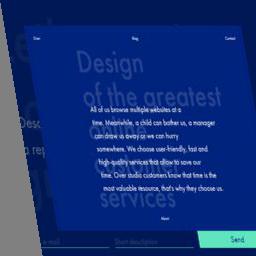 Over Blog Contact
Design
of the greatest
online
customer
services
All of us browse multiple websites at a
time. Meanwhile, a child can bother us, a manager
can draw us away or we can hurry
somewhere. We choose user-friendly, fast and
high-quality services that allow to save our
time. Over studio customers know that time is the
most valuable resource, that's why they choose us.
About
e-mail Short description Send